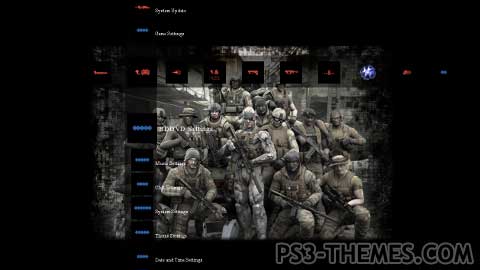 System Update
Game Settings
BD/DVD Settings
Music Settings
Chat Settings
System Settings
Theme Settings
Date and Time Settings
PS3-THEMES.COM